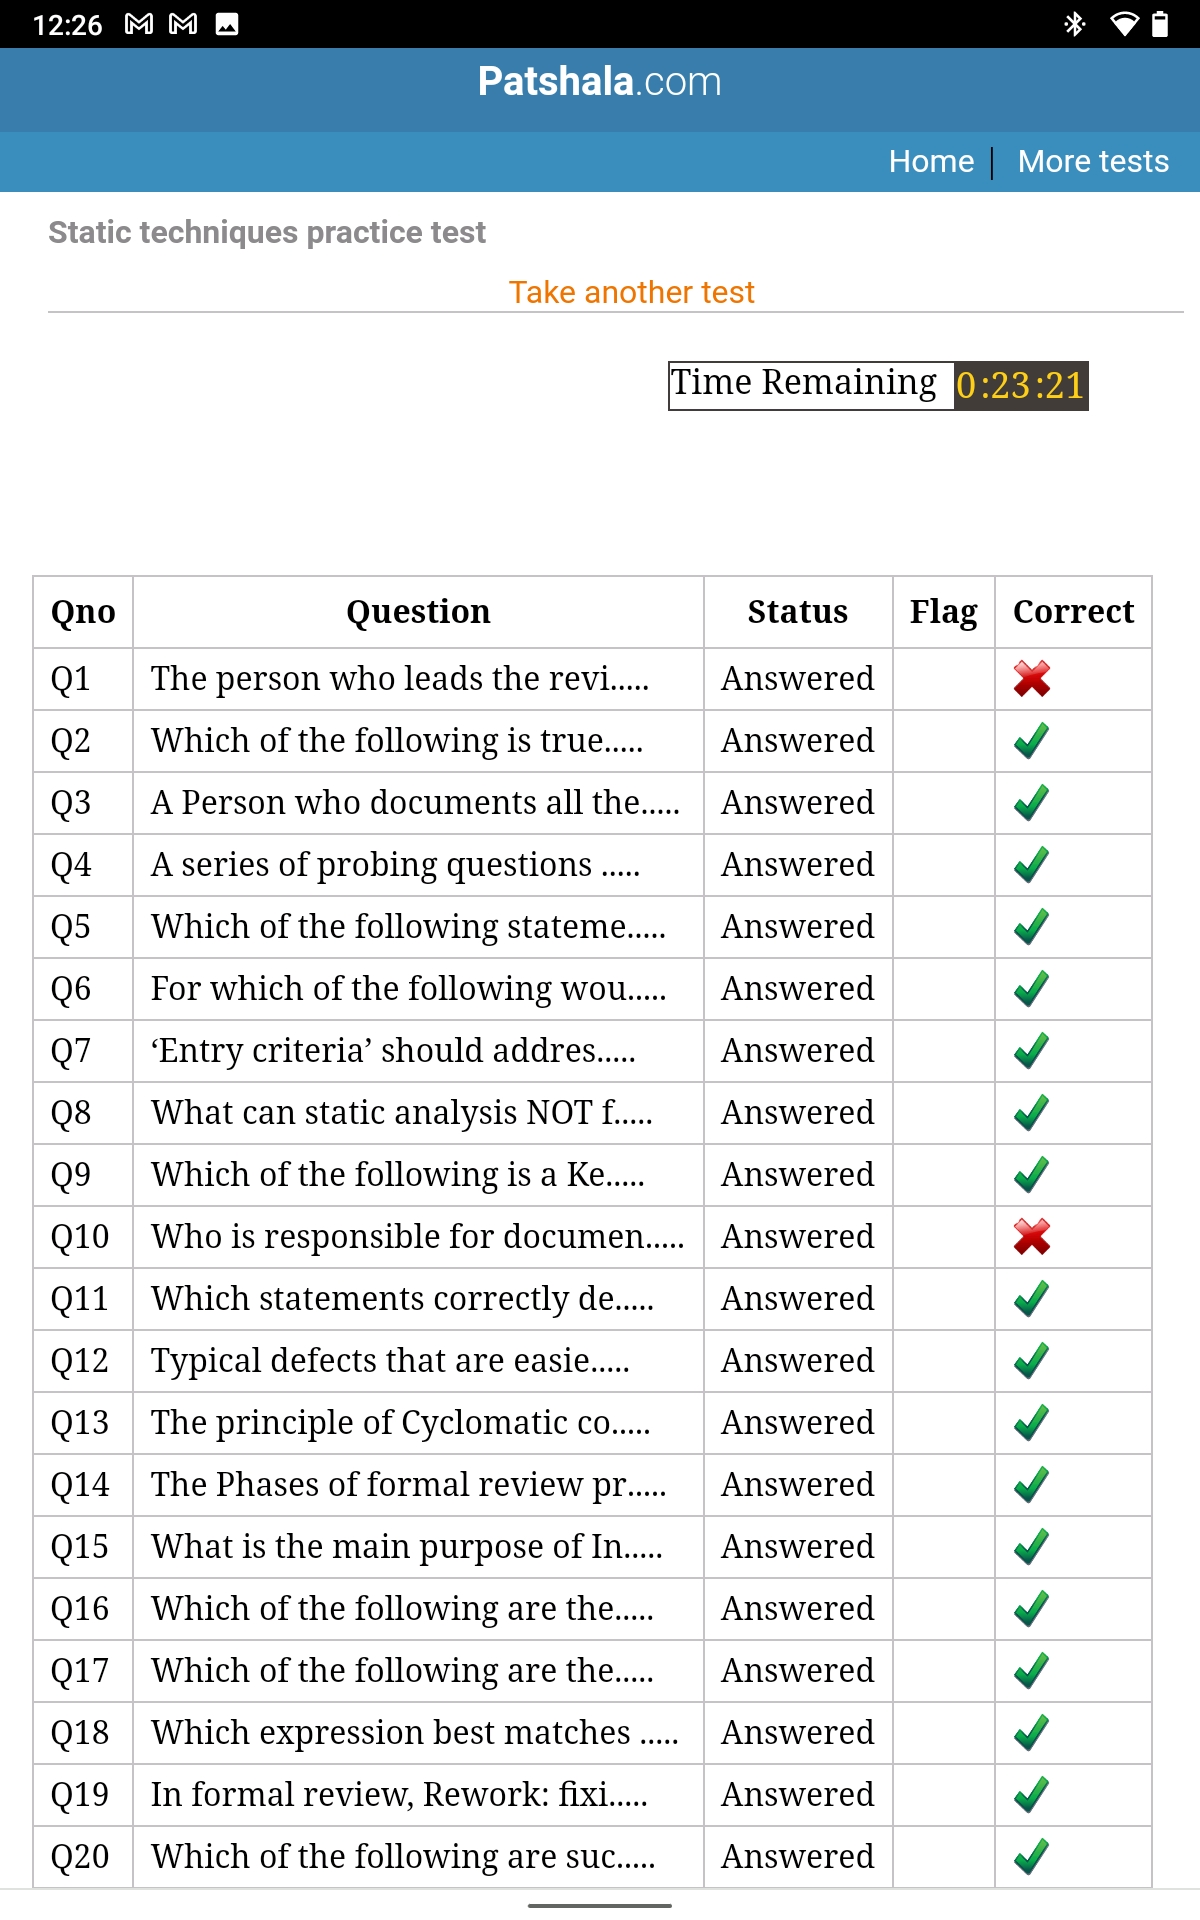 12:26
Patshala.com
Home | More tests
Static techniques practice test
Take another test
Time Remaining 0:23:21
Qno Question Status Flag Correct
Q1 The person who leads the revi..... Answered
Q2 Which of the following is true..... Answered
Q3 A Person who documents all the..... Answered
Q4 A series of probing questions ..... Answered
Q5 Which of the following stateme..... Answered
Q6 For which of the following wou..... Answered
Q7 ‘Entry criteria’ should addres..... Answered
Q8 What can static analysis NOT f..... Answered
Q9 Which of the following is a Ke..... Answered
Q10 Who is responsible for documen..... Answered
Q11 Which statements correctly de..... Answered
Q12 Typical defects that are easie..... Answered
Q13 The principle of Cyclomatic co..... Answered
Q14 The Phases of formal review pr..... Answered
Q15 What is the main purpose of In..... Answered
Q16 Which of the following are the..... Answered
Q17 Which of the following are the..... Answered
Q18 Which expression best matches ..... Answered
Q19 In formal review, Rework: fixi..... Answered
Q20 Which of the following are suc..... Answered